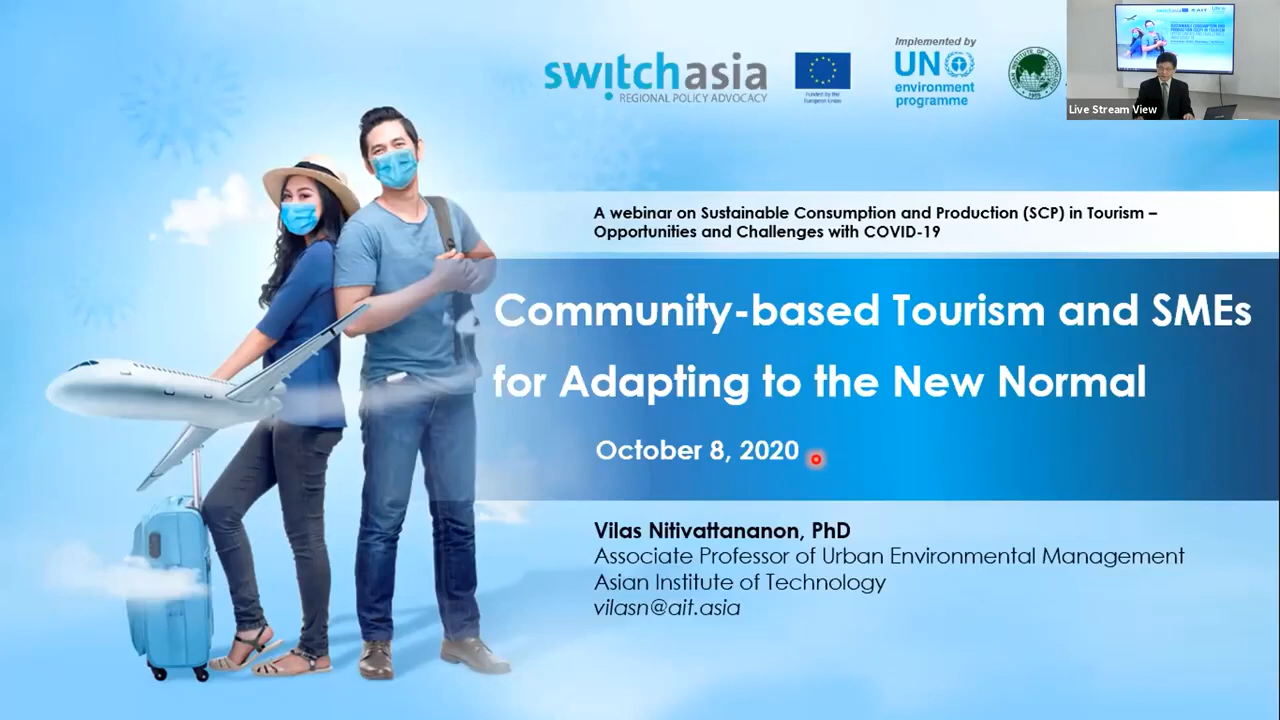 switchasia
REGIONAL POLICY ADVOCACY
Funded by the
European Union
Implemented by
UN
environment
programme
Live Stream View
A webinar on Sustainable Consumption and Production (SCP) in Tourism –
Opportunities and Challenges with COVID-19
Community-based Tourism and SMEs
for Adapting to the New Normal
October 8, 2020
Vilas Nitivattananon, PhD
Associate Professor of Urban Environmental Management
Asian Institute of Technology
vilasn@ait.asia